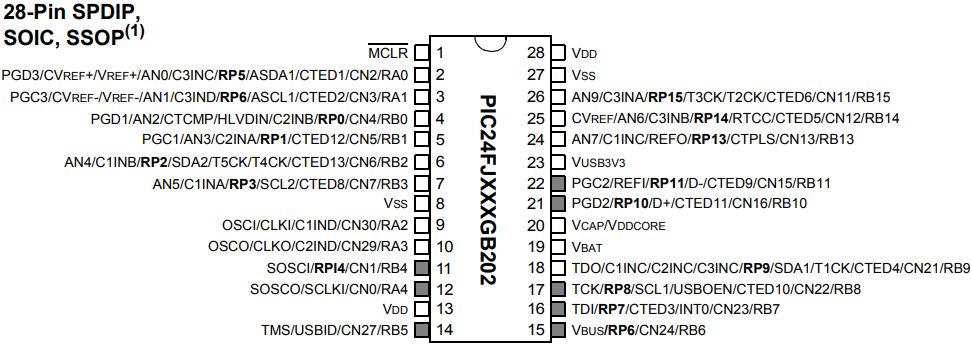 28-Pin SPDIP,
SOIC, SSOP(1)
MCLR 1
PGD3/CVREF+/VREF+/AN0/C3INC/RP5/ASDA1/CTED1/CN2/RA0 2
PGC3/CVREF-/VREF-/AN1/C3IND/RP6/ASCL1/CTED2/CN3/RA1 3
PGD1/AN2/CTCMP/HLVDIN/C2INB/RP0/CN4/RB0 4
PGC1/AN3/C2INA/RP1/CTED12/CN5/RB1 5
AN4/C1INB/RP2/SDA2/T5CK/T4CK/CTED13/CN6/RB2 6
AN5/C1INA/RP3/SCL2/CTED8/CN7/RB3 7
VSS 8
OSCI/CLKI/C1IND/CN30/RA2 9
OSCO/CLKO/C2IND/CN29/RA3 10
SOSCI/RPI4/CN1/RB4 11
SOSCO/SCLKI/CN0/RA4 12
VDD 13
TMS/USBID/CN27/RB5 14
PIC24FJXXXGB202
28 VDD
27 VSS
26 AN9/C3INA/RP15/T3CK/T2CK/CTED6/CN11/RB15
25 CVREF/AN6/C3INB/RP14/RTCC/CTED5/CN12/RB14
24 AN7/C1INC/REFO/RP13/CTPLS/CN13/RB13
23 VUSB3V3
22 PGC2/REFI/RP11/D-/CTED9/CN15/RB11
21 PGD2/RP10/D+/CTED11/CN16/RB10
20 VCAP/VDDCORE
19 VBAT
18 TDO/C1INC/C2INC/C3INC/RP9/SDA1/T1CK/CTED4/CN21/RB9
17 TCK/RP8/SCL1/USBOEN/CTED10/CN22/RB8
16 TDI/RP7/CTED3/INT0/CN23/RB7
15 VBUS/RP6/CN24/RB6